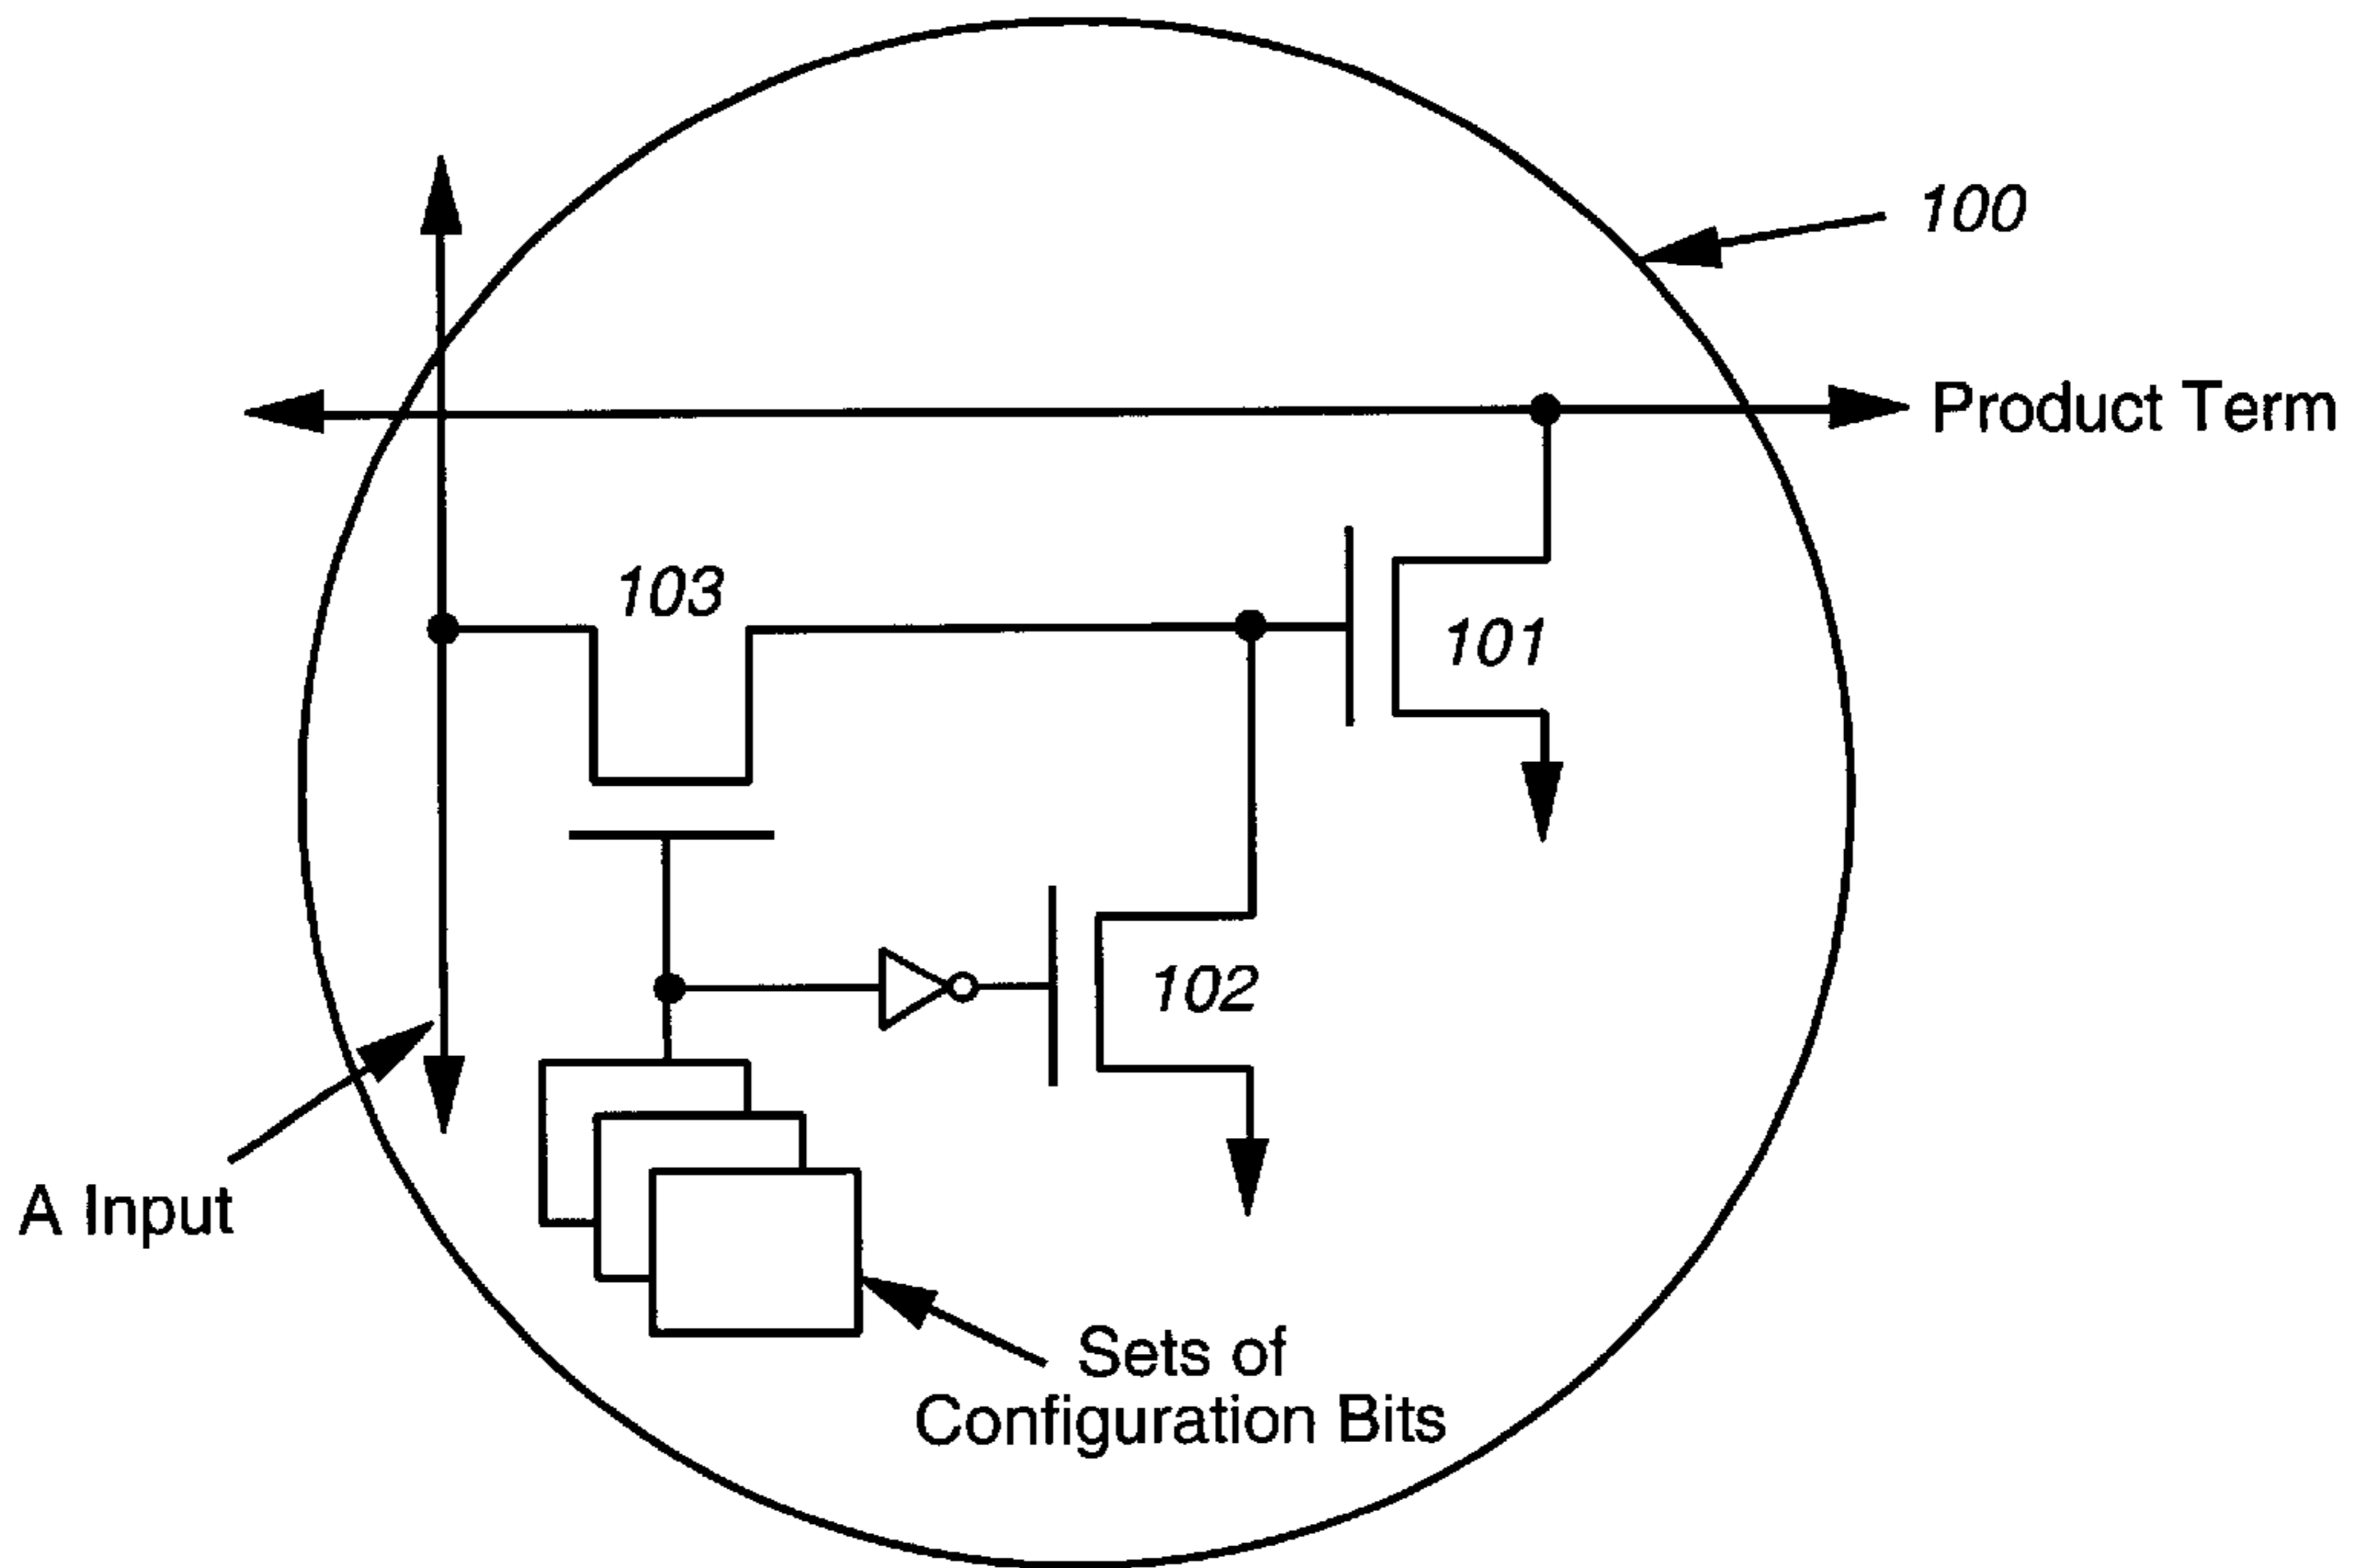 100
Product Term
103
101
102
A Input
Sets of
Configuration Bits